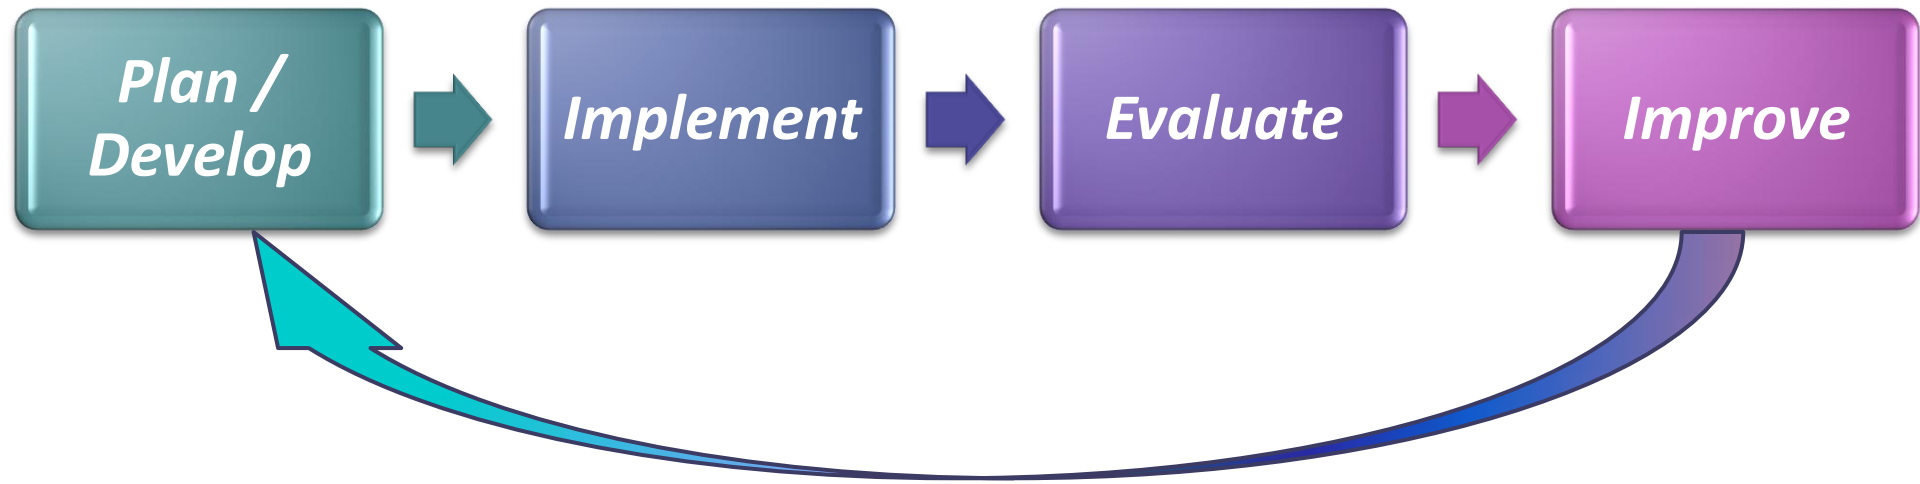 Plan /
Develop
Implement
Evaluate
Improve